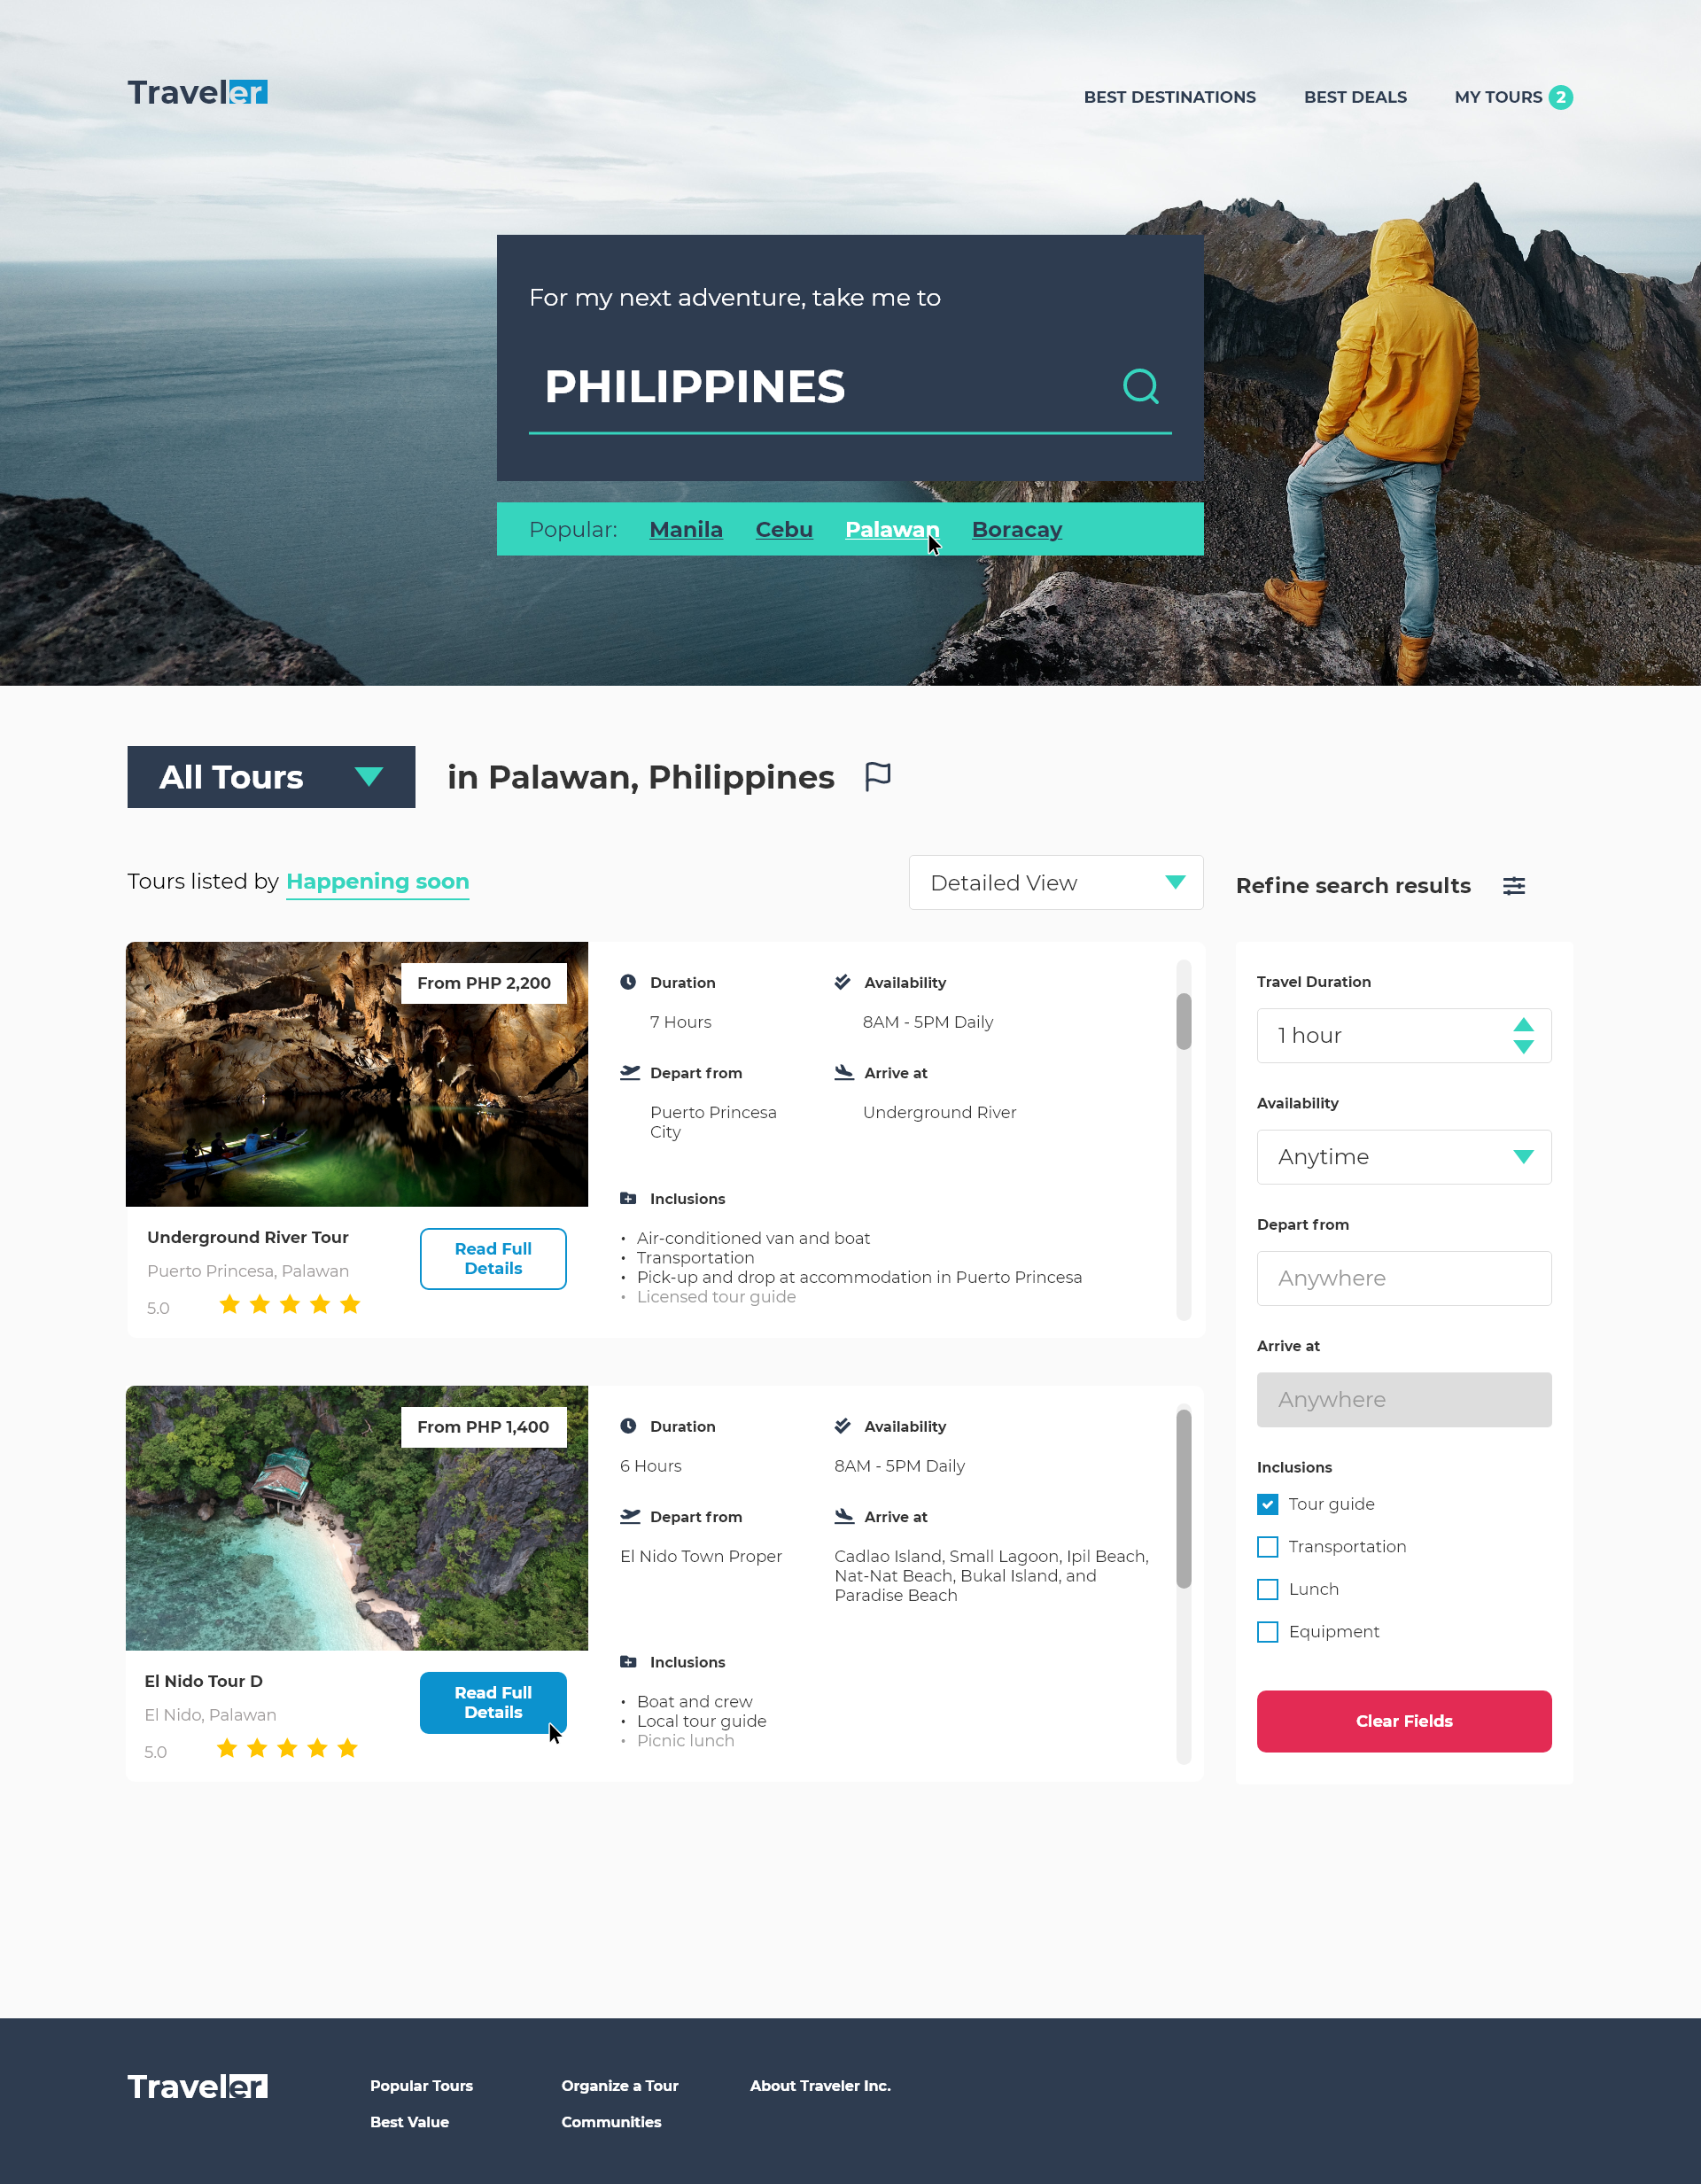 Traveler
BEST DESTINATIONS
BEST DEALS
MY TOURS 2
For my next adventure, take me to
PHILIPPINES
Popular: Manila Cebu Palawan Boracay
All Tours
in Palawan, Philippines
Tours listed by Happening soon
Detailed View
Refine search results
From PHP 2,200
Underground River Tour
Puerto Princesa, Palawan
5.0
Read Full
Details
Duration
7 Hours
Availability
8AM - 5PM Daily
Depart from
Puerto Princesa
City
Arrive at
Underground River
Inclusions
• Air-conditioned van and boat
• Transportation
• Pick-up and drop at accommodation in Puerto Princesa
• Licensed tour guide
From PHP 1,400
El Nido Tour D
El Nido, Palawan
5.0
Read Full
Details
Duration
6 Hours
Availability
8AM - 5PM Daily
Depart from
El Nido Town Proper
Arrive at
Cadlao Island, Small Lagoon, Ipil Beach,
Nat-Nat Beach, Bukal Island, and
Paradise Beach
Inclusions
• Boat and crew
• Local tour guide
• Picnic lunch
Travel Duration
1 hour
Availability
Anytime
Depart from
Anywhere
Arrive at
Anywhere
Inclusions
Tour guide
Transportation
Lunch
Equipment
Clear Fields
Traveler
Popular Tours
Best Value
Organize a Tour
Communities
About Traveler Inc.